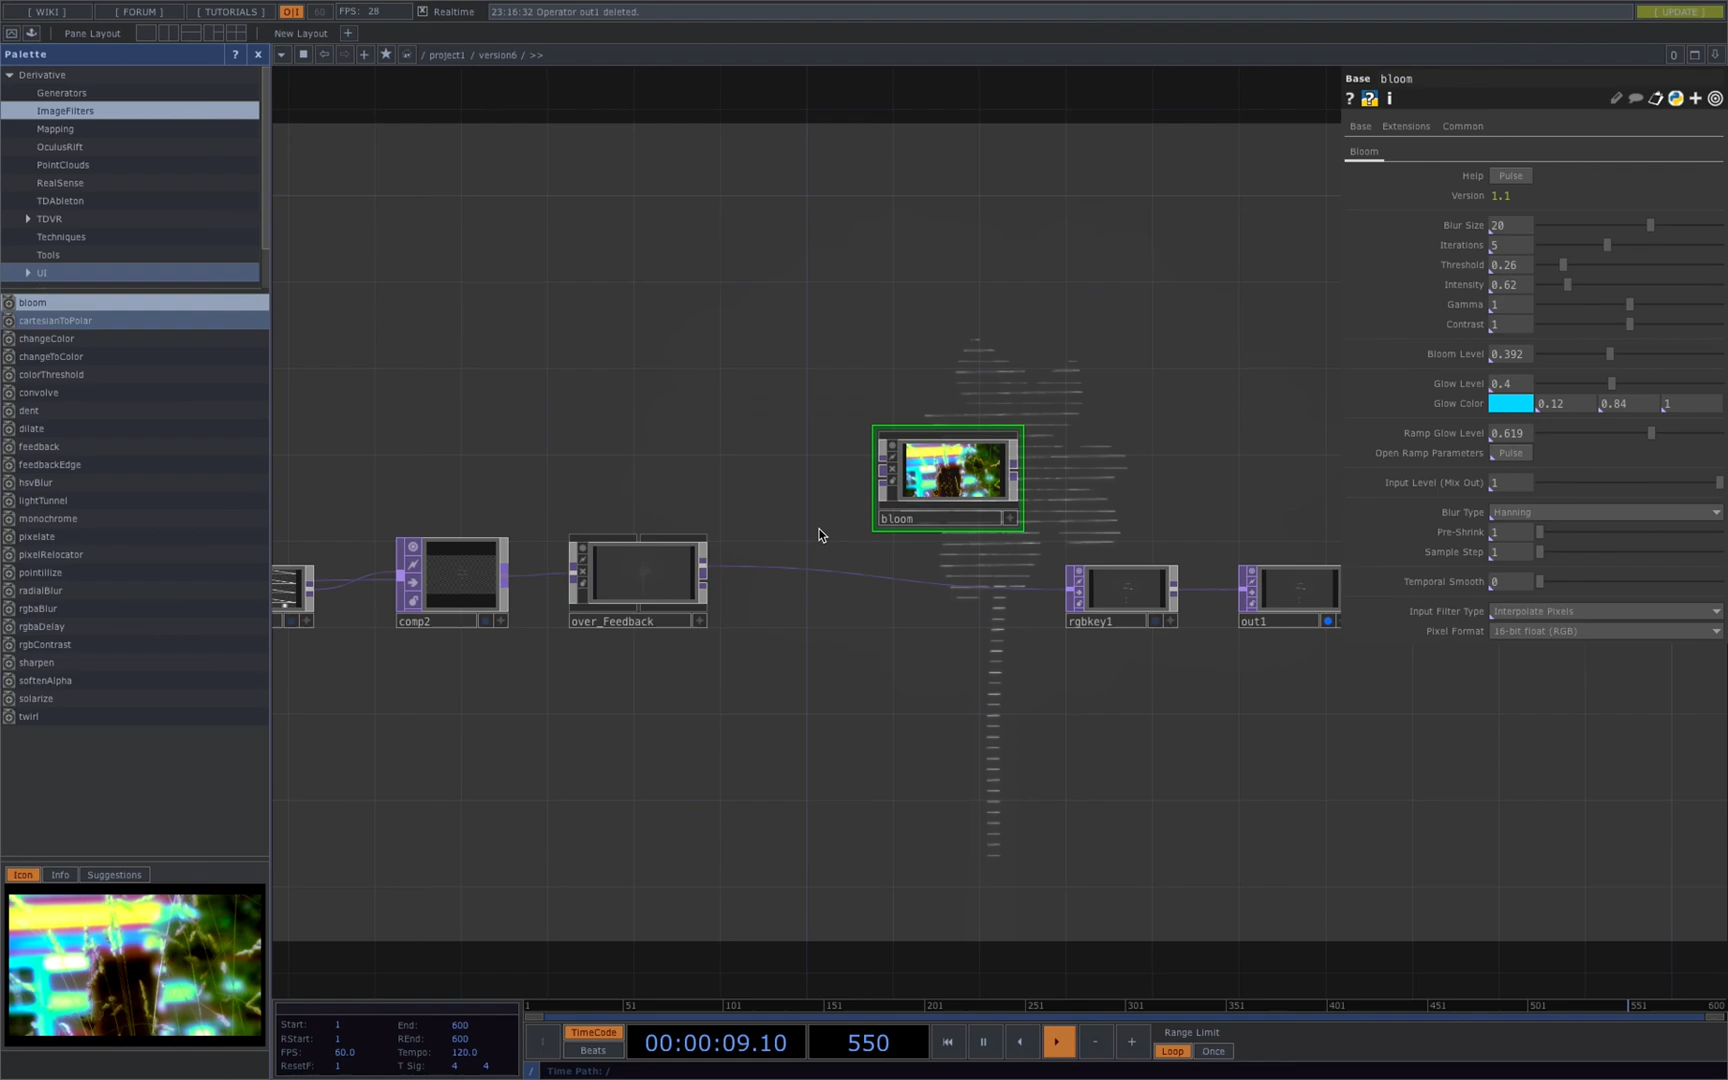 [ WIKI ] [ FORUM ] [ TUTORIALS ] O|I 60 FPS: 28 Realtime 23:16:32 Operator out1 deleted. [ UPDATE ]
Pane Layout New Layout +
Palette ? x / project1 / version6 / >> 0
Derivative
Generators
ImageFilters
Mapping
OculusRift
PointClouds
RealSense
TDAbleton
TDVR
Techniques
Tools
UI
bloom
cartesianToPolar
changeColor
changeToColor
colorThreshold
convolve
dent
dilate
feedback
feedbackEdge
hsvBlur
lightTunnel
monochrome
pixelate
pixelRelocator
pointillize
radialBlur
rgbaBlur
rgbaDelay
rgbContrast
sharpen
softenAlpha
solarize
twirl
Icon Info Suggestions
bloom
comp2 over_Feedback rgbkey1 out1
Base bloom
? ? i
Base Extensions Common
Bloom
Help Pulse
Version 1.1
Blur Size 20
Iterations 5
Threshold 0.26
Intensity 0.62
Gamma 1
Contrast 1
Bloom Level 0.392
Glow Level 0.4
Glow Color 0.12 0.84 1
Ramp Glow Level 0.619
Open Ramp Parameters Pulse
Input Level (Mix Out) 1
Blur Type Hanning
Pre-Shrink 1
Sample Step 1
Temporal Smooth 0
Input Filter Type Interpolate Pixels
Pixel Format 16-bit float (RGB)
1 51 101 151 201 251 301 351 401 451 501 551 600
Start: 1 End: 600
RStart: 1 REnd: 600
FPS: 60.0 Tempo: 120.0
ResetF: 1 T Sig: 4 4
TimeCode
Beats
00:00:09.10 550
- +
Range Limit
Loop Once
/ Time Path: /